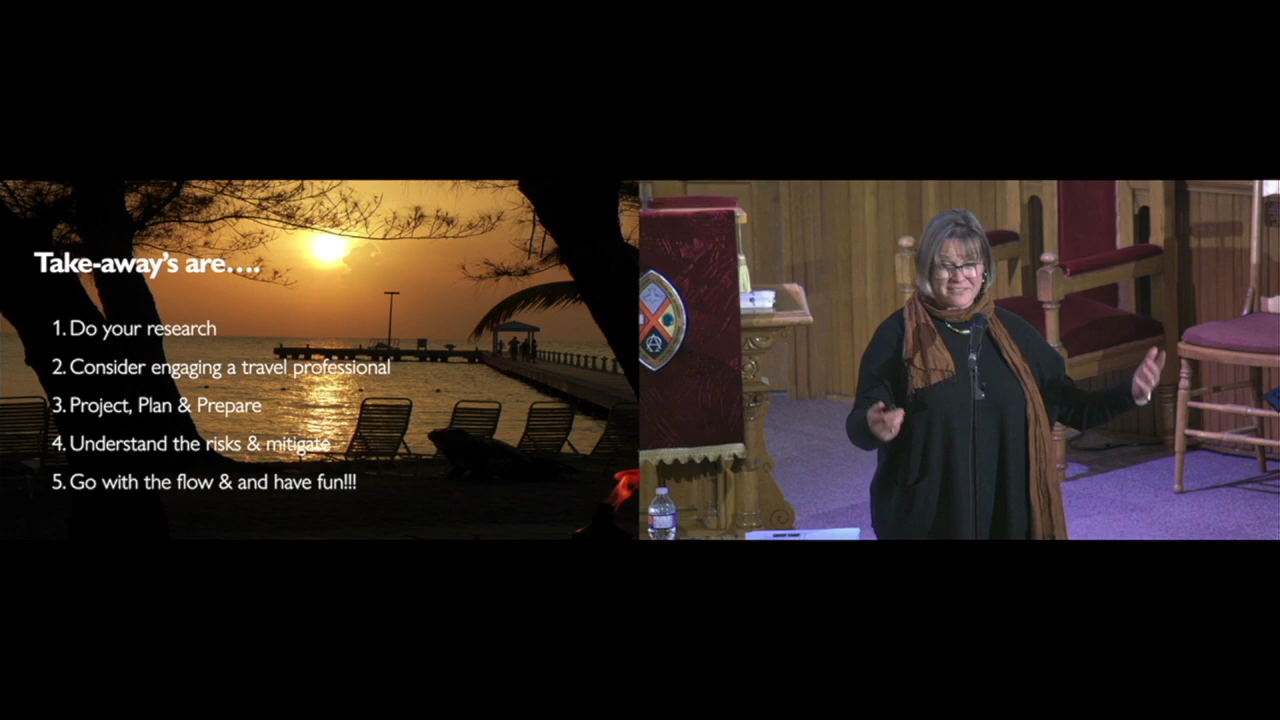 Take-away's are....
1. Do your research
2. Consider engaging a travel professional
3. Project, Plan & Prepare
4. Understand the risks & mitigate
5. Go with the flow & and have fun!!!